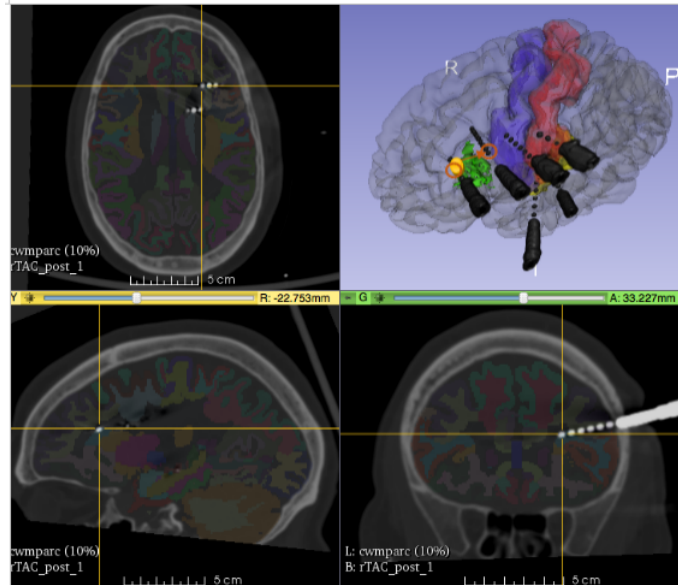 R
P
I
cwmparc (10%)
rTAC_post_1
5 cm
Y
R: -22.753mm
G
A: 33.227mm
cwmparc (10%)
rTAC_post_1
5 cm
L: cwmparc (10%)
B: rTAC_post_1
5 cm